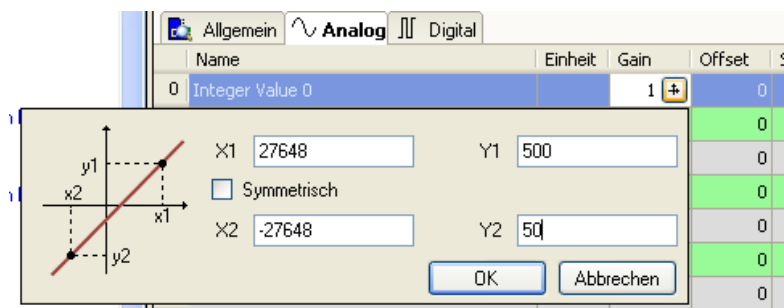 Allgemein Analog Digital
Name Einheit Gain Offset
0 Integer Value 0 1 0
0
y1 X1 27648 Y1 500
0
x2 Symmetrisch
0
x1
X2 -27648 Y2 50
0
y2
0
OK Abbrechen
0